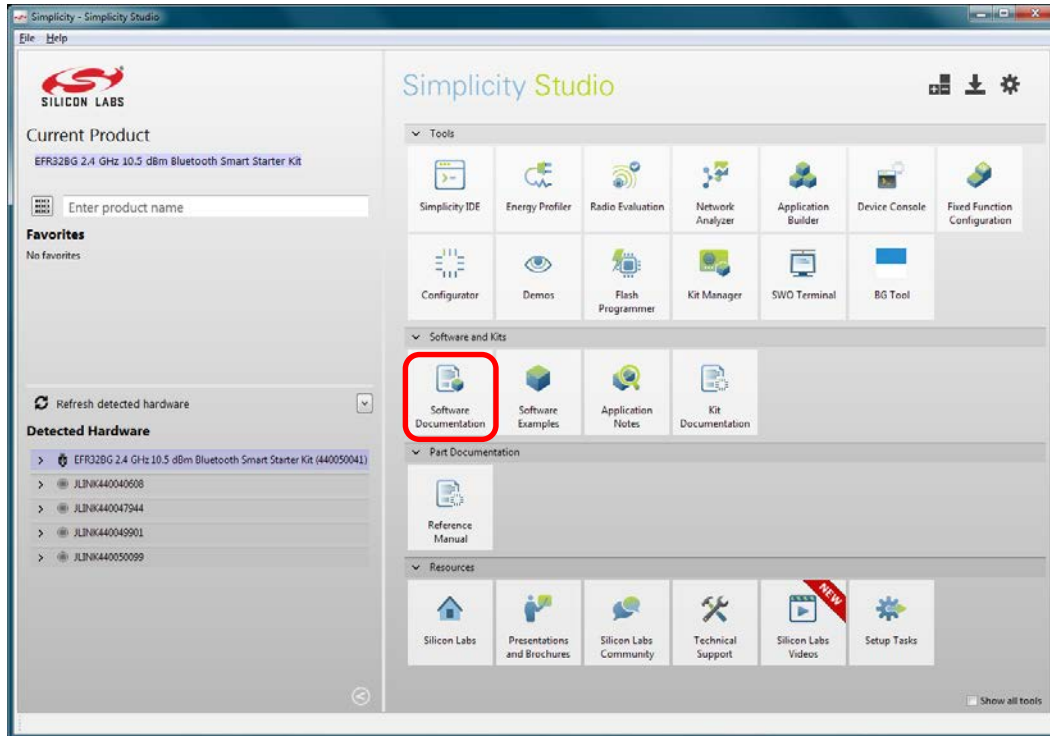 Simplicity - Simplicity Studio
File Help
SILICON LABS
Current Product
EFR32BG 2.4 GHz 10.5 dBm Bluetooth Smart Starter Kit
Enter product name
Favorites
No favorites
Refresh detected hardware
Detected Hardware
EFR32BG 2.4 GHz 10.5 dBm Bluetooth Smart Starter Kit (440050041)
JLINK440040608
JLINK440047944
JLINK440049901
JLINK440050099
Simplicity Studio
Tools
Simplicity IDE
Energy Profiler
Radio Evaluation
Network
Analyzer
Application
Builder
Device Console
Fixed Function
Configuration
Configurator
Demos
Flash
Programmer
Kit Manager
SWO Terminal
BG Tool
Software and Kits
Software
Documentation
Software
Examples
Application
Notes
Kit
Documentation
Part Documentation
Reference
Manual
Resources
Silicon Labs
Presentations
and Brochures
Silicon Labs
Community
Technical
Support
NEW
Silicon Labs
Videos
Setup Tasks
Show all tools